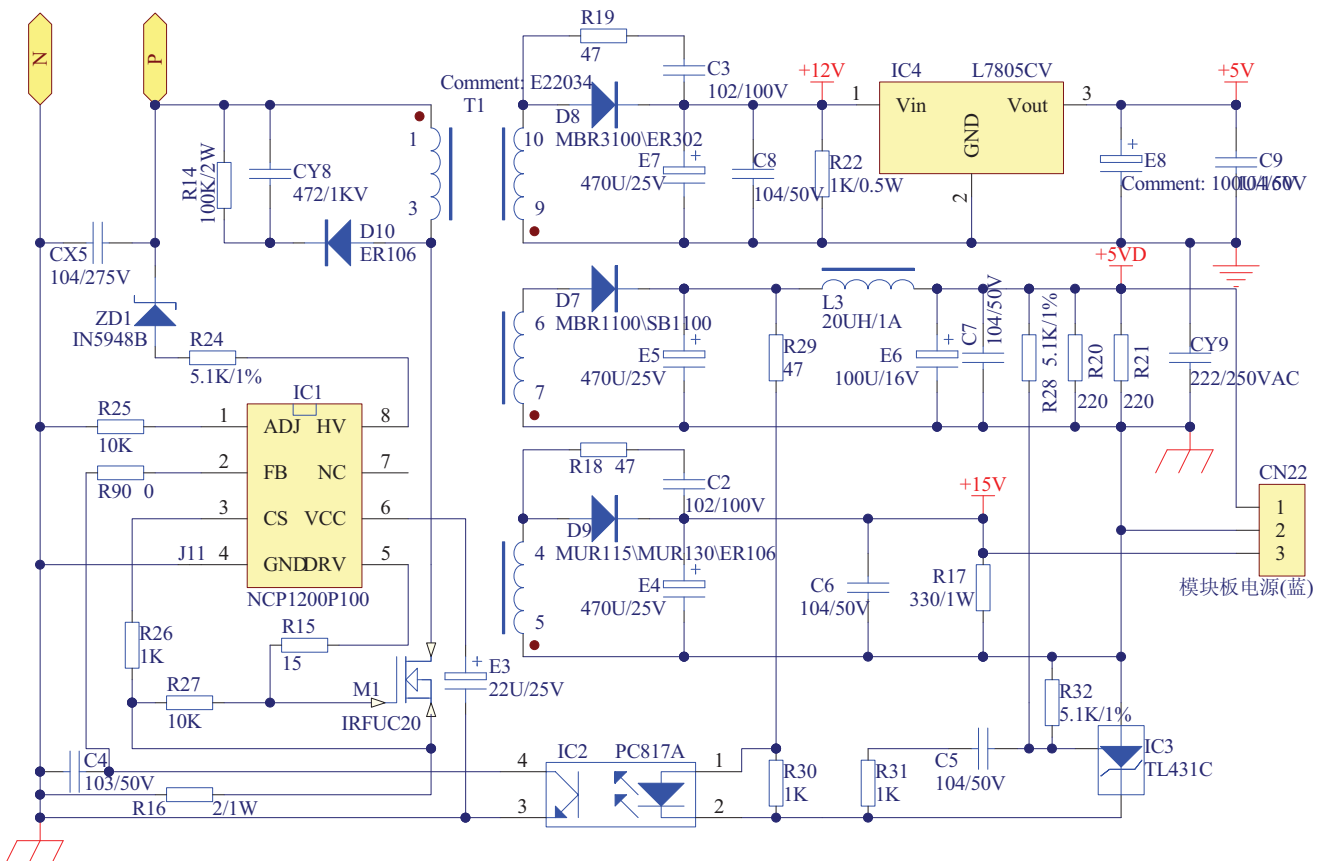 N
P
R19
47
C3
102/100V
Comment: E22034
T1
D8
MBR3100\ER302
+12V
IC4
L7805CV
1
Vin
Vout
3
GND
2
+5V
1
3
10
9
R14
100K/2W
CY8
472/1KV
D10
ER106
E7
470U/25V
C8
104/50V
R22
1K/0.5W
E8
Comment: 100U/16V
C9
104/50V
CX5
104/275V
ZD1
IN5948B
R24
5.1K/1%
D7
MBR1100\SB1100
6
7
E5
470U/25V
R29
47
L3
20UH/1A
E6
100U/16V
C7
104/50V
R28
5.1K/1%
R20
220
+5VD
R21
220
CY9
222/250VAC
R25
10K
R90 0
IC1
1
ADJ
HV
8
2
FB
NC
7
3
CS
VCC
6
J11
4
GND
DRV
5
NCP1200P100
R18 47
C2
102/100V
D9
MUR115\MUR130\ER106
4
5
E4
470U/25V
C6
104/50V
+15V
R17
330/1W
CN22
1
2
3
模块板电源(蓝)
R26
1K
R15
15
R27
10K
M1
IRFUC20
E3
22U/25V
C4
103/50V
R16
2/1W
IC2
PC817A
4
3
1
2
R30
1K
R31
1K
C5
104/50V
R32
5.1K/1%
IC3
TL431C